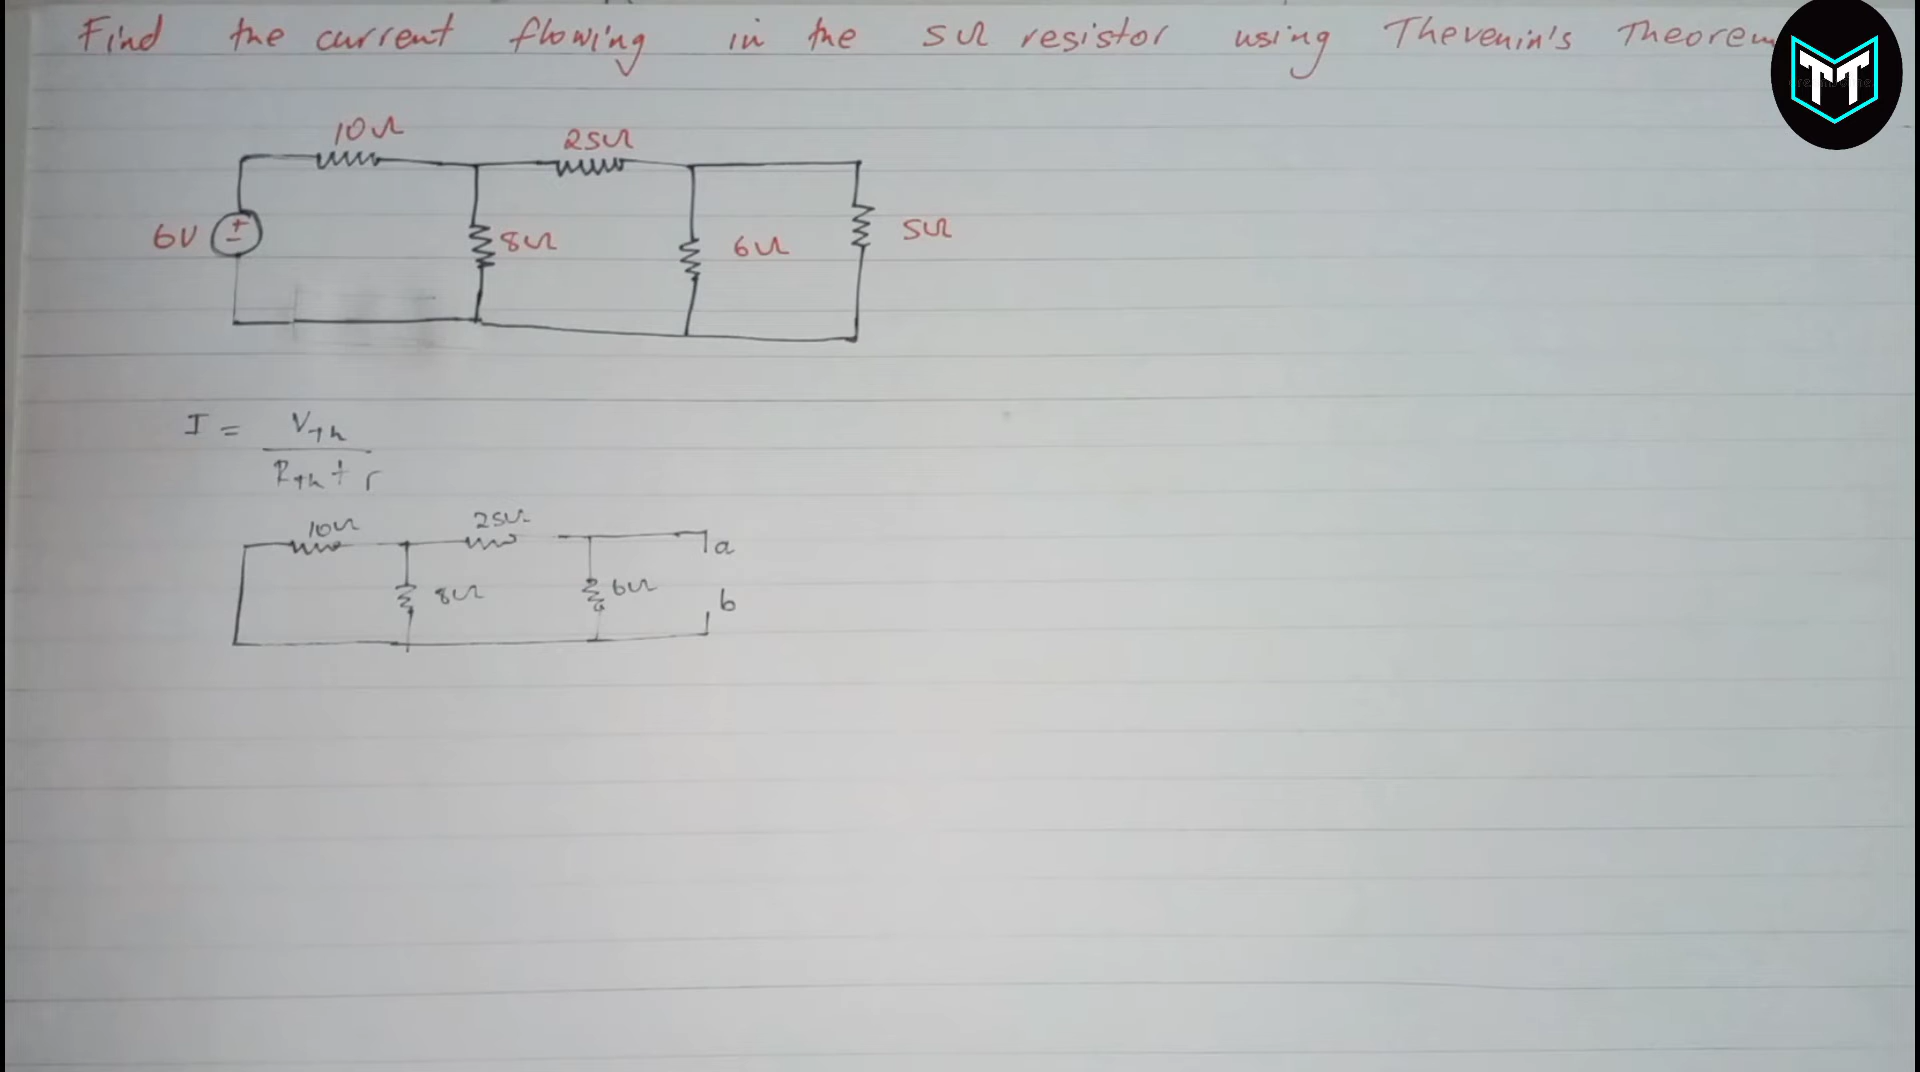 Find the current flowing in the 5Ω resistor using Thevenin's Theorem
10Ω
25Ω
6V
8Ω
6Ω
5Ω
I = VTh / RTh + r
10Ω
25Ω
a
8Ω
6Ω
b